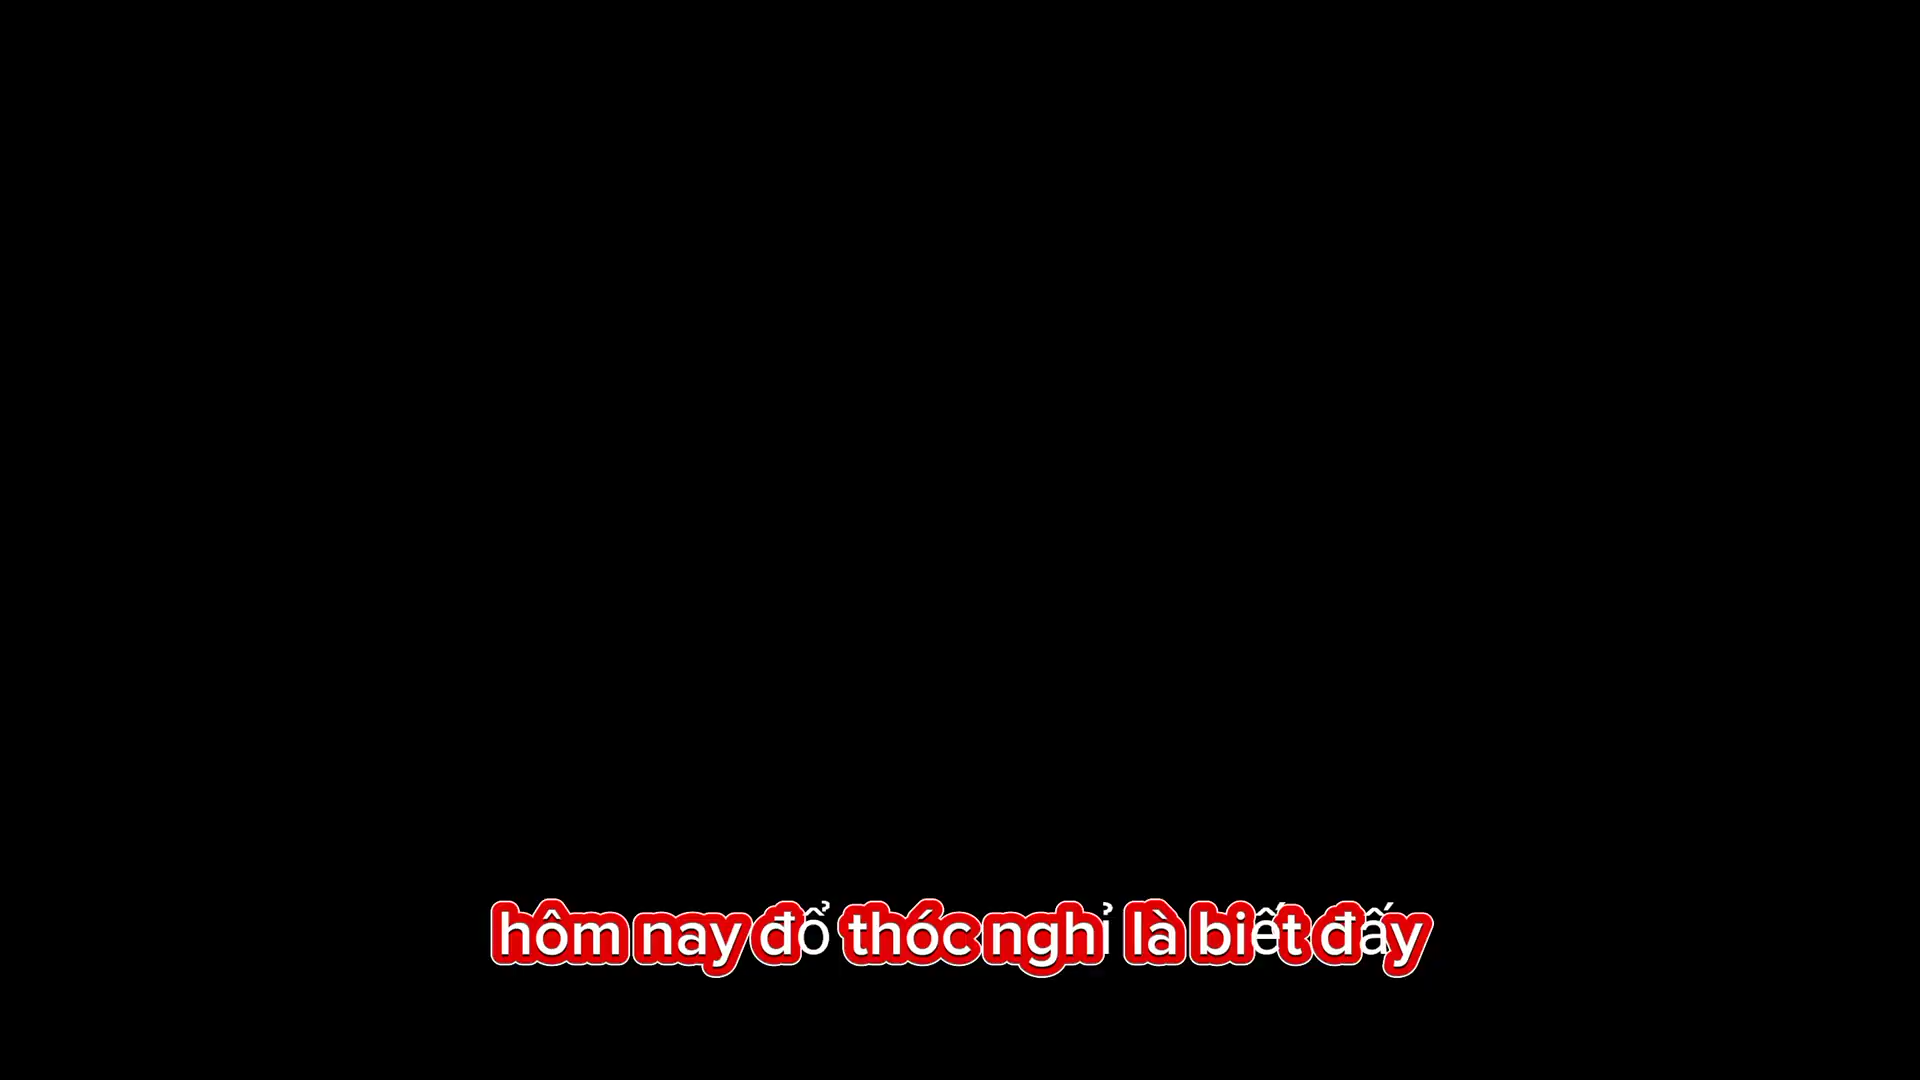 hôm nay đổ thóc nghỉ là biết đấy